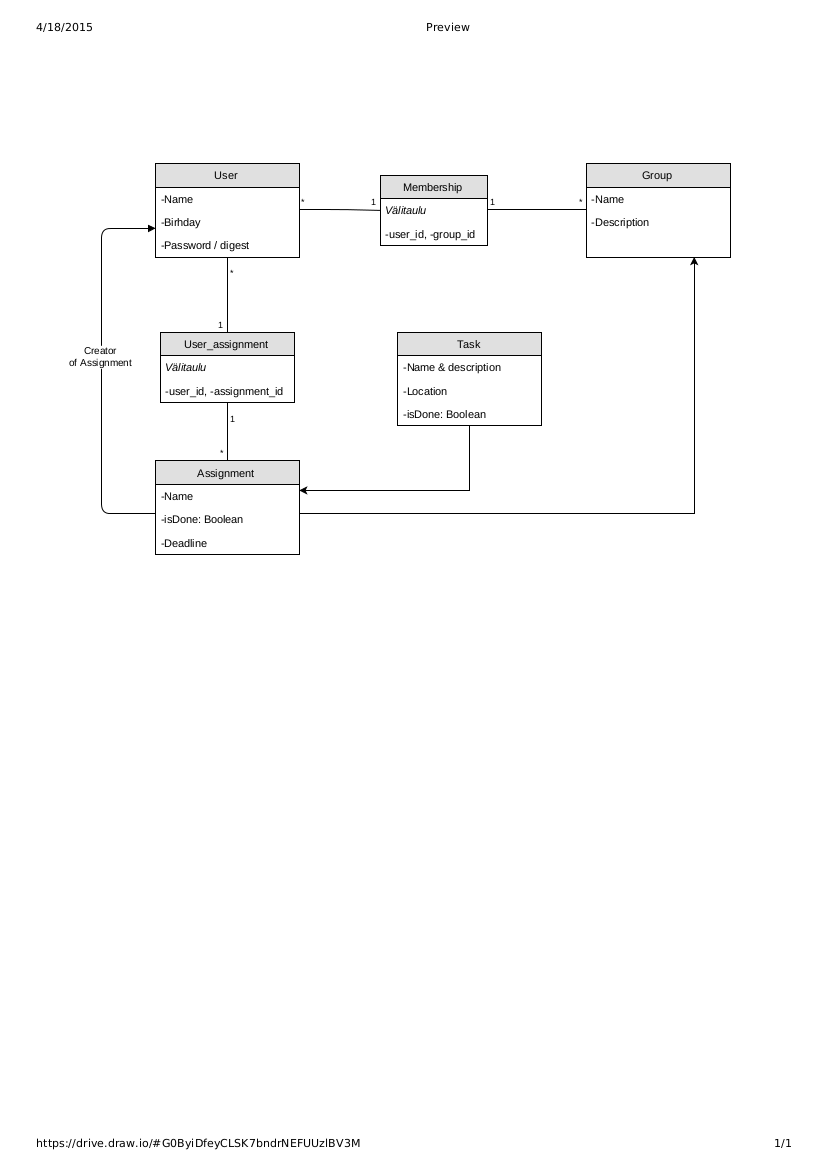 4/18/2015
Preview
User
-Name
-Birhday
-Password / digest
*
1
Membership
Välitaulu
-user_id, -group_id
1
*
Group
-Name
-Description
*
1
Creator
of Assignment
User_assignment
Välitaulu
-user_id, -assignment_id
1
*
Task
-Name & description
-Location
-isDone: Boolean
Assignment
-Name
-isDone: Boolean
-Deadline
https://drive.draw.io/#G0ByiDfeyCLSK7bndrNEFUUzlBV3M
1/1